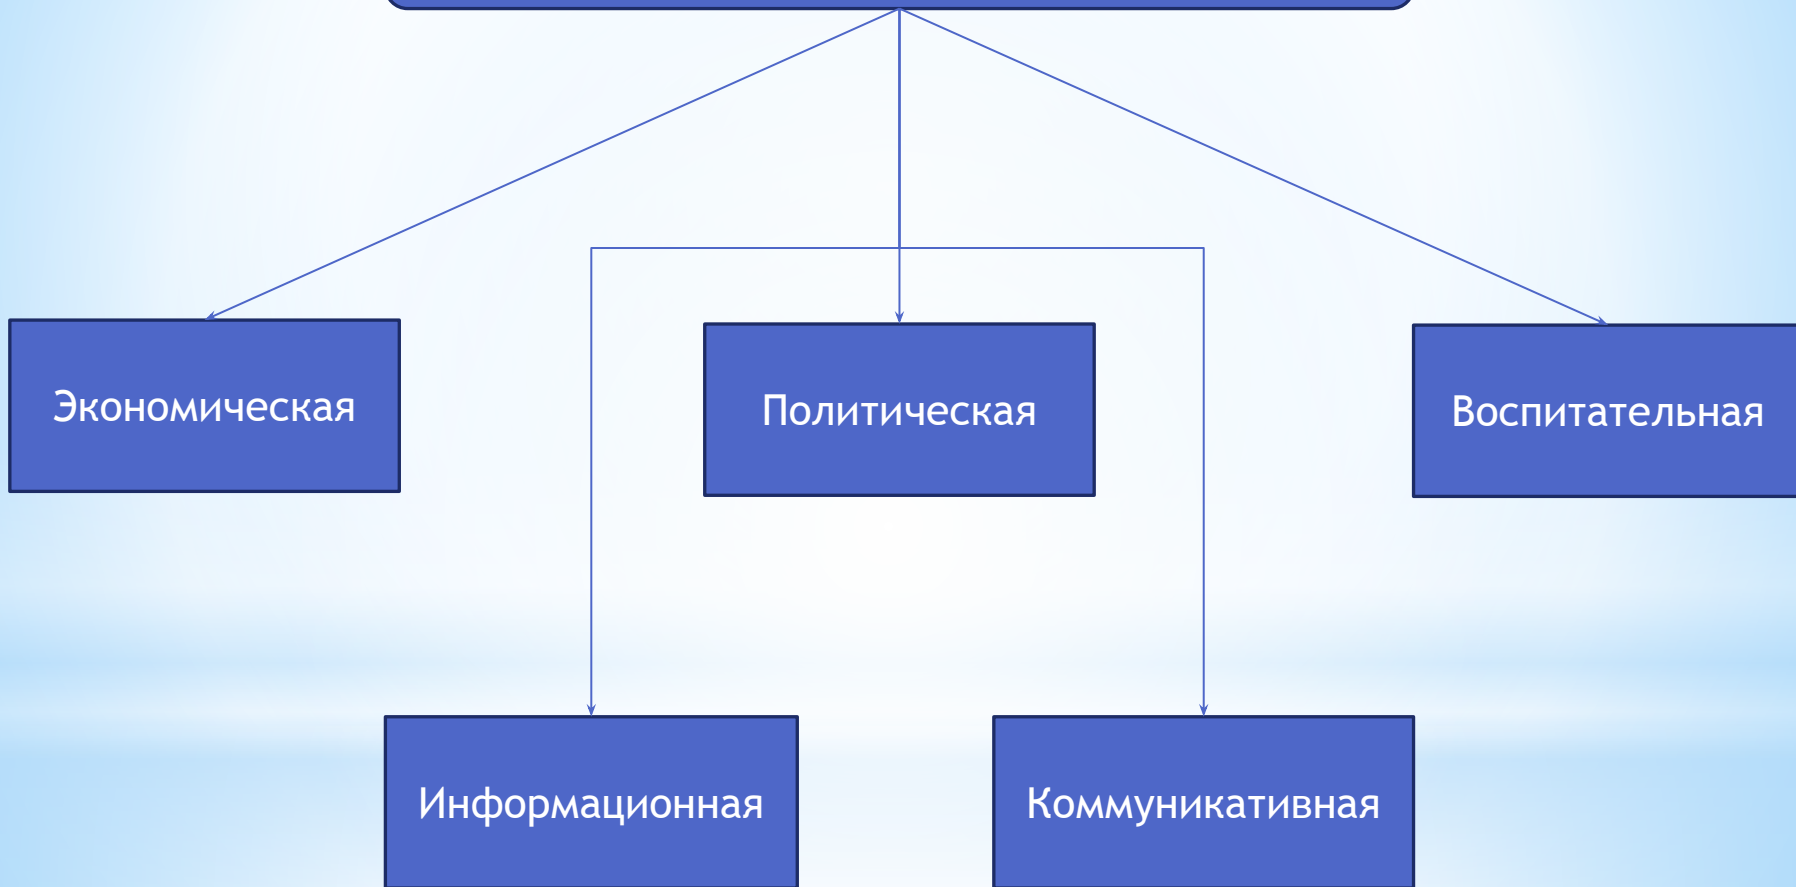 Экономическая
Политическая
Воспитательная
Информационная
Коммуникативная